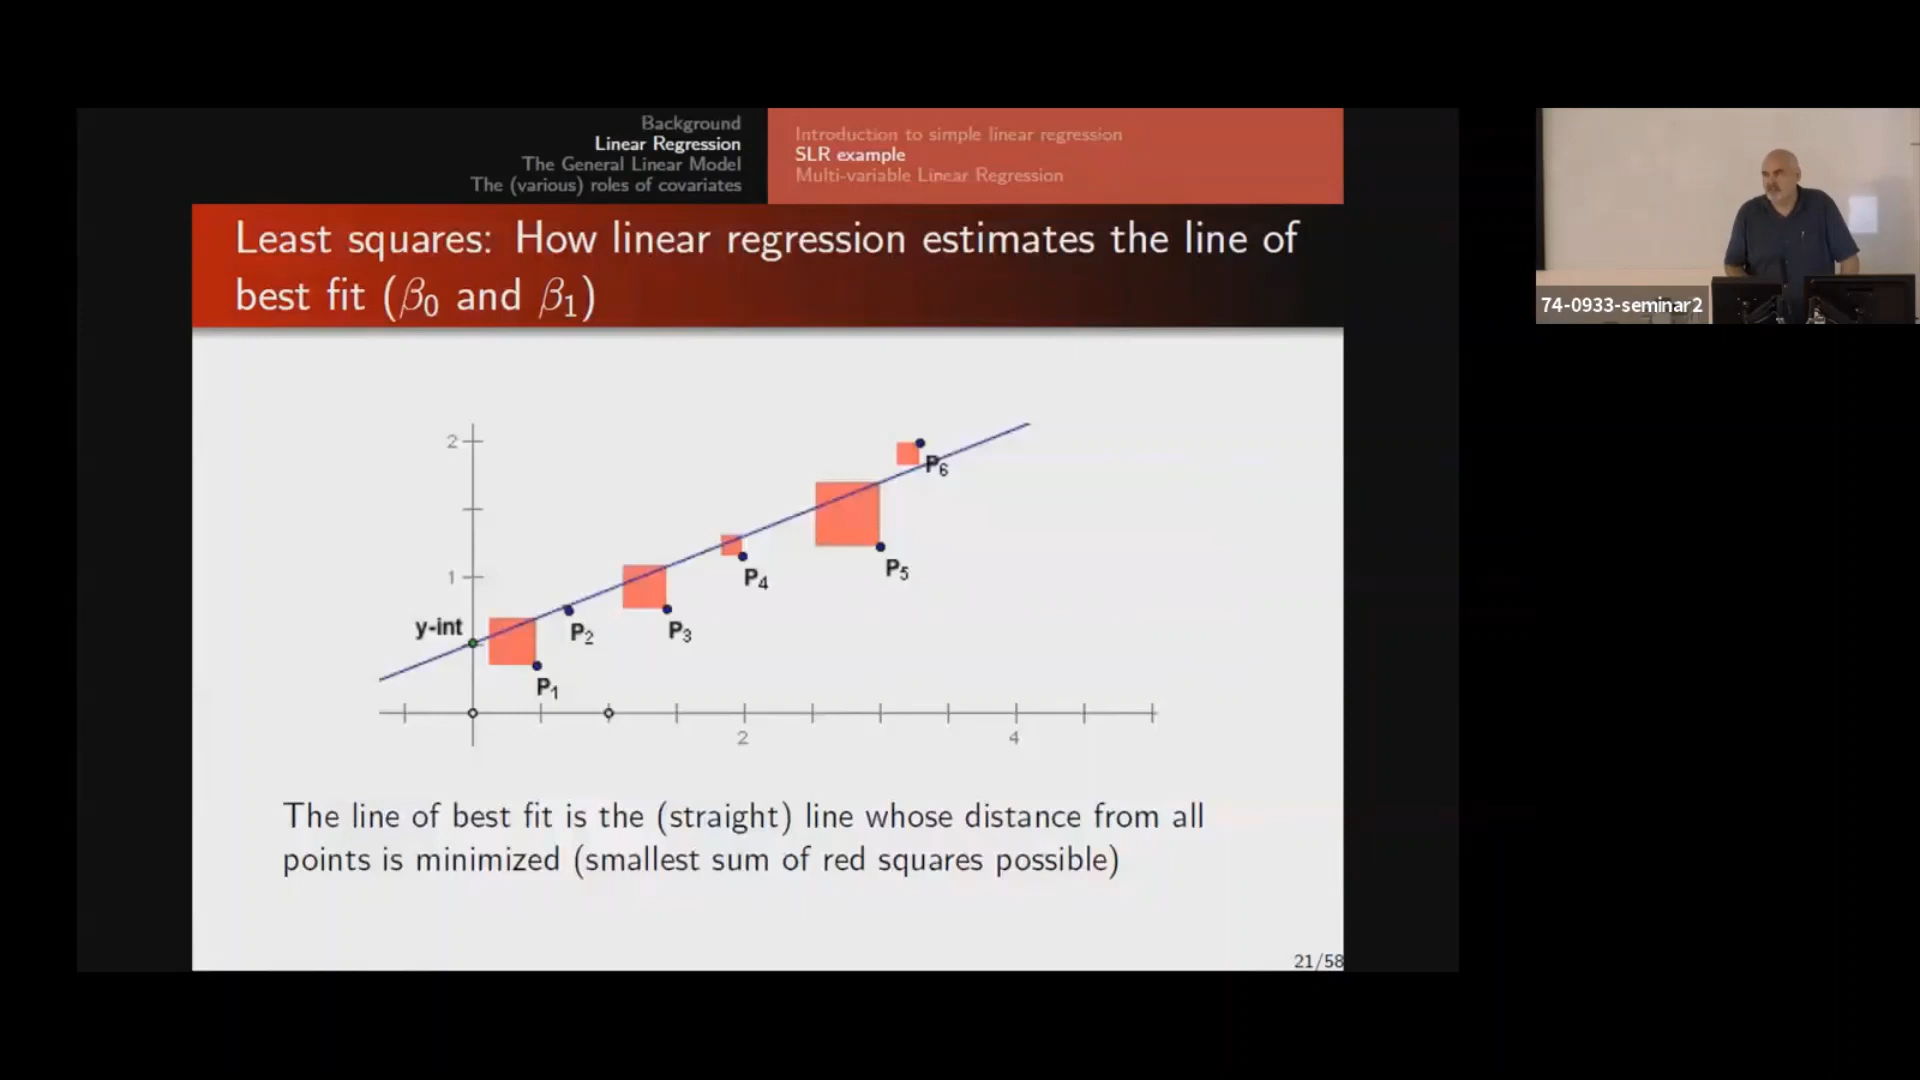 Background
Linear Regression
The General Linear Model
The (various) roles of covariates
Introduction to simple linear regression
SLR example
Multi-variable Linear Regression
Least squares: How linear regression estimates the line of
best fit (β₀ and β₁)
2
1
y-int
P₁
P₂
P₃
P₄
P₅
P₆
2
4
The line of best fit is the (straight) line whose distance from all
points is minimized (smallest sum of red squares possible)
21/58
74-0933-seminar2